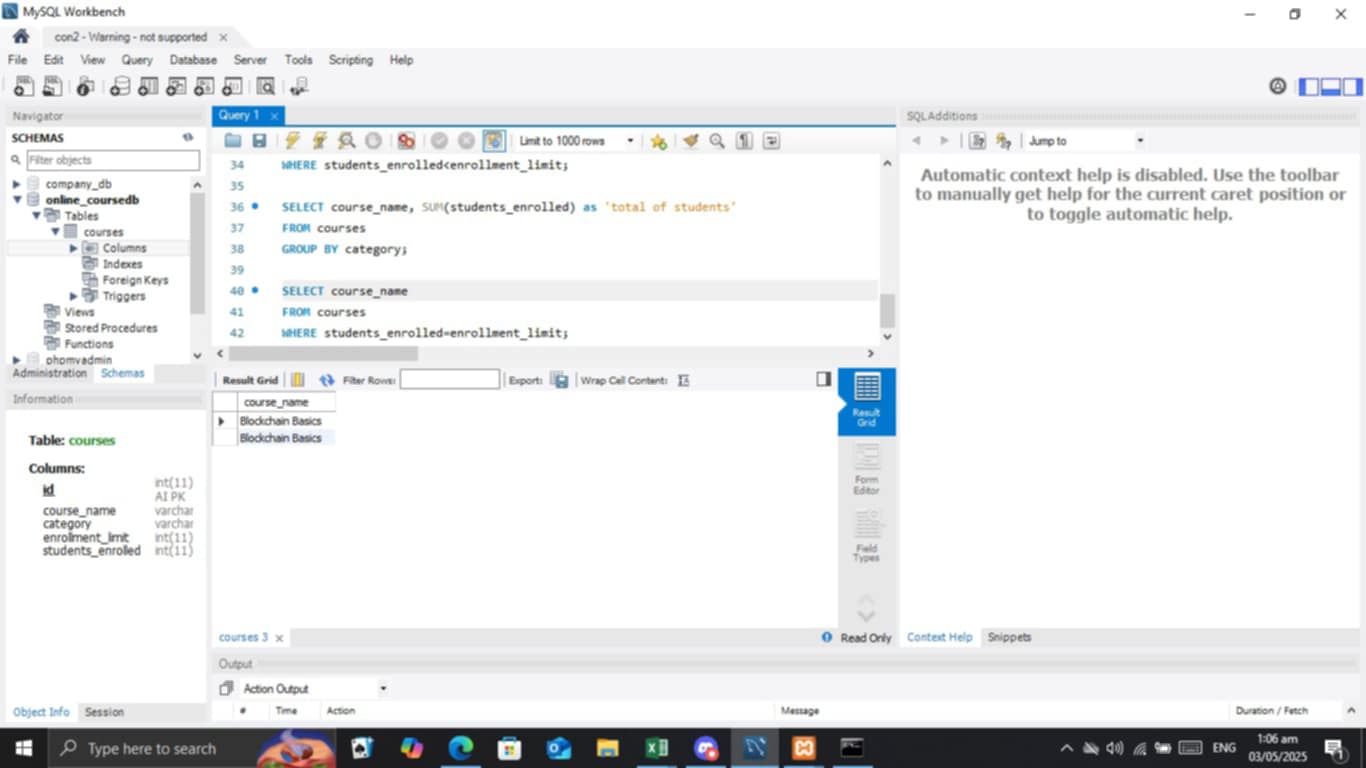 MySQL Workbench
con2 - Warning - not supported
File Edit View Query Database Server Tools Scripting Help
Navigator
SCHEMAS
Filter objects
company_db
online_coursedb
Tables
courses
Columns
Indexes
Foreign Keys
Triggers
Views
Stored Procedures
Functions
phpmyadmin
Administration Schemas
Information
Table: courses
Columns:
id int(11)
AI PK
course_name varchar
category varchar
enrollment_limit int(11)
students_enrolled int(11)
Object Info Session
Query 1
Limit to 1000 rows
34 WHERE students_enrolled<enrollment_limit;
35
36 SELECT course_name, SUM(students_enrolled) as 'total of students'
37 FROM courses
38 GROUP BY category;
39
40 SELECT course_name
41 FROM courses
42 WHERE students_enrolled=enrollment_limit;
Result Grid Filter Rows: Export: Wrap Cell Content:
course_name
Blockchain Basics
Blockchain Basics
Result
Grid
Form
Editor
Field
Types
courses 3
Read Only
SQLAdditions
Jump to
Automatic context help is disabled. Use the toolbar
to manually get help for the current caret position or
to toggle automatic help.
Context Help Snippets
Output
Action Output
# Time Action Message Duration / Fetch
Type here to search
ENG
1:06 am
03/05/2025
1